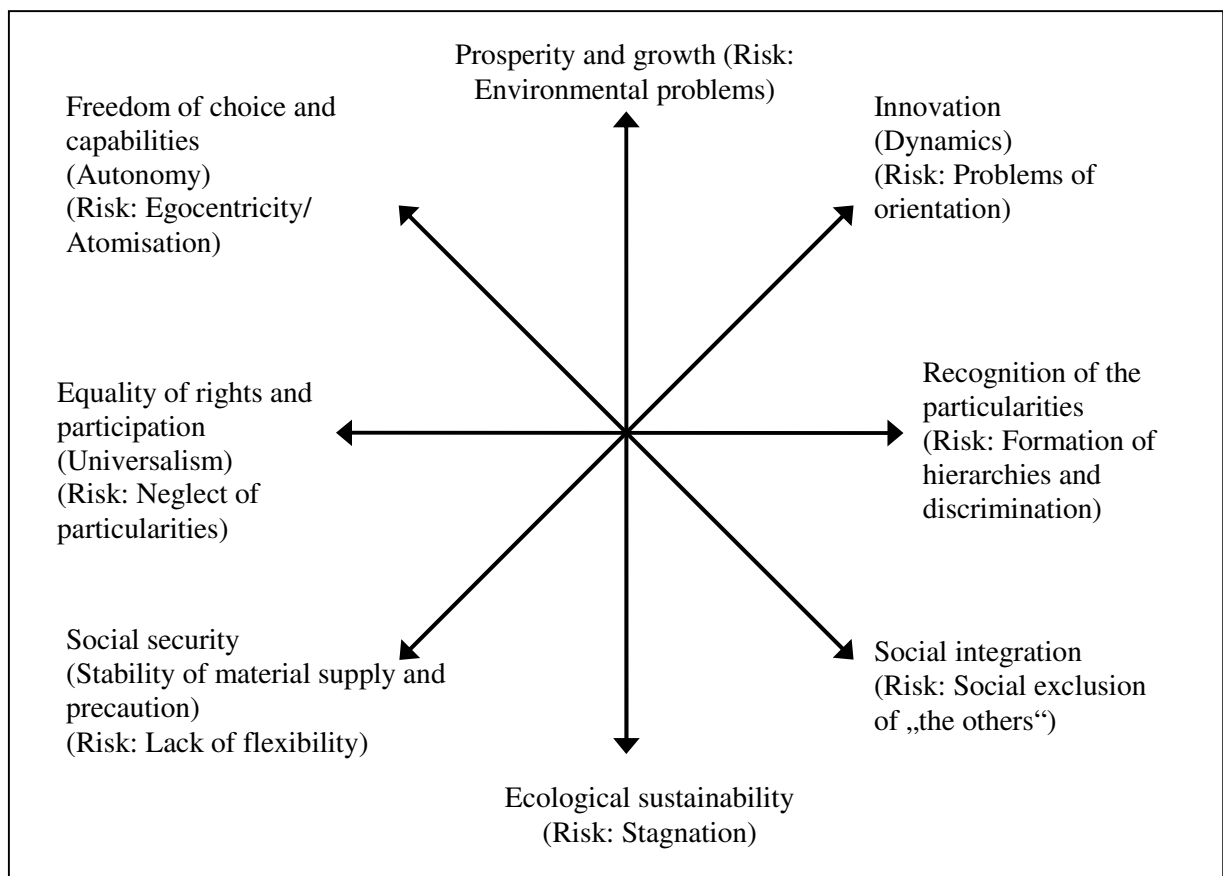 Prosperity and growth (Risk:
Environmental problems)
Freedom of choice and
capabilities
(Autonomy)
(Risk: Egocentricity/
Atomisation)
Innovation
(Dynamics)
(Risk: Problems of
orientation)
Equality of rights and
participation
(Universalism)
(Risk: Neglect of
particularities)
Recognition of the
particularities
(Risk: Formation of
hierarchies and
discrimination)
Social security
(Stability of material supply and
precaution)
(Risk: Lack of flexibility)
Social integration
(Risk: Social exclusion
of „the others“)
Ecological sustainability
(Risk: Stagnation)